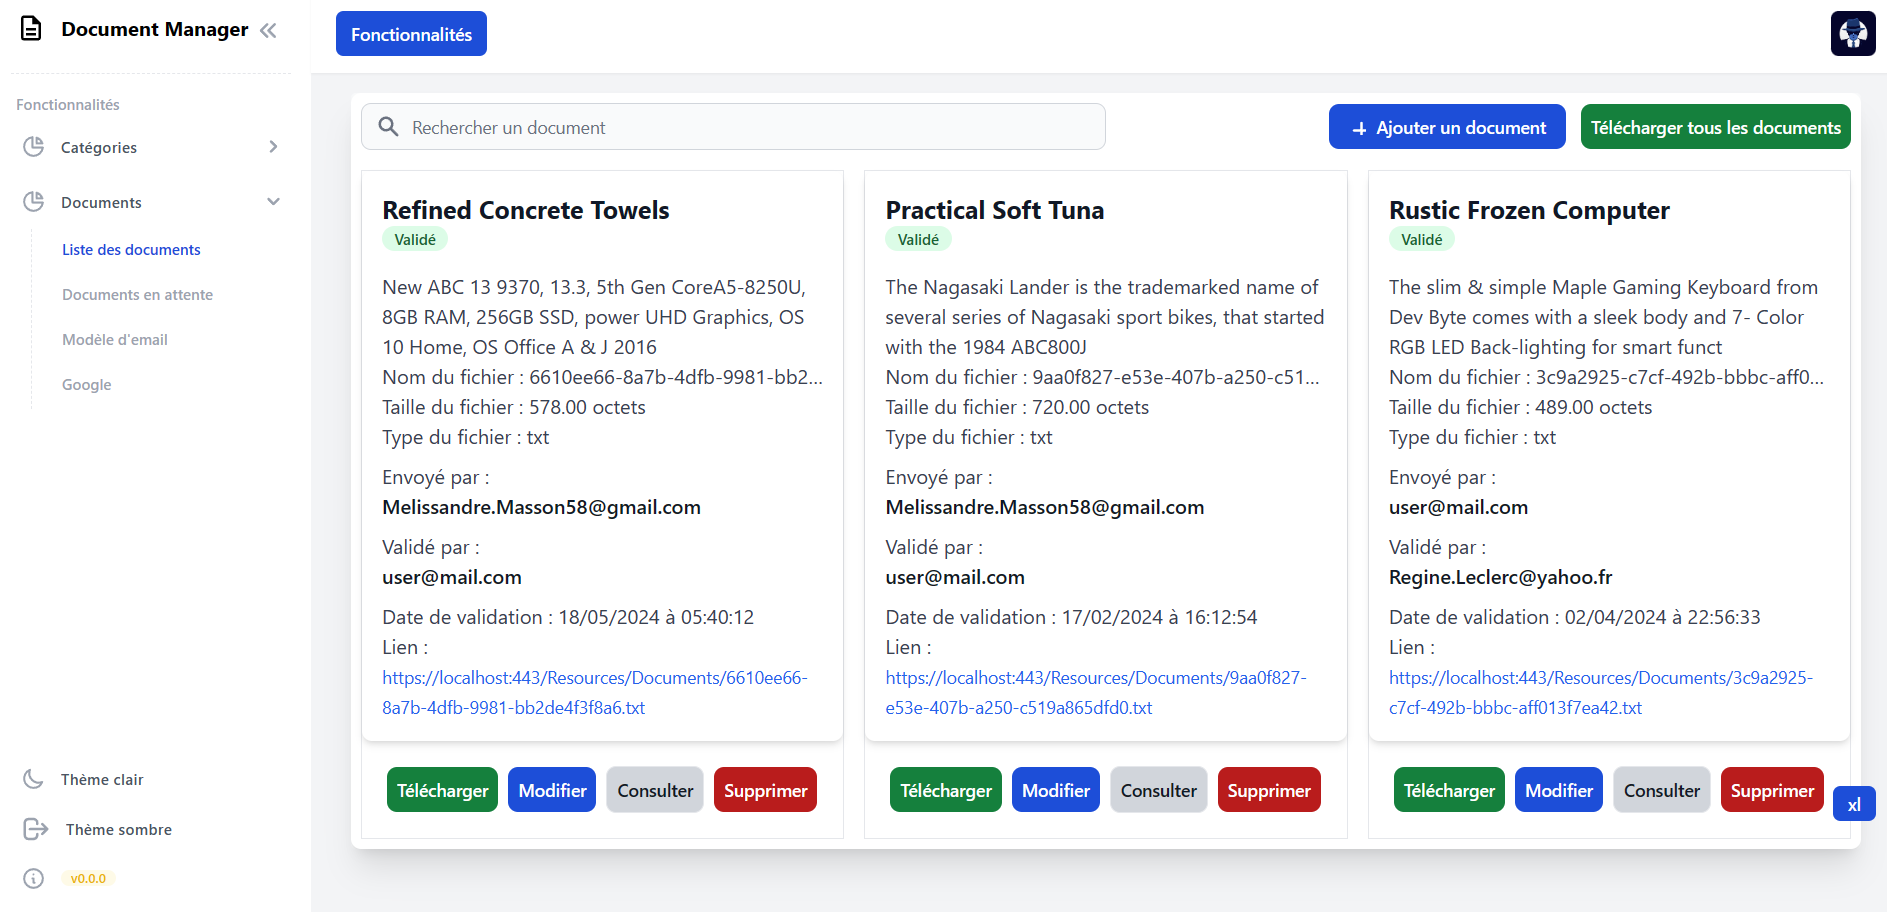 Document Manager
Fonctionnalités
Catégories
Documents
Liste des documents
Documents en attente
Modèle d'email
Google
Thème clair
Thème sombre
v0.0.0
Fonctionnalités
Rechercher un document
+ Ajouter un document
Télécharger tous les documents
Refined Concrete Towels
Validé
New ABC 13 9370, 13.3, 5th Gen CoreA5-8250U,
8GB RAM, 256GB SSD, power UHD Graphics, OS
10 Home, OS Office A & J 2016
Nom du fichier : 6610ee66-8a7b-4dfb-9981-bb2...
Taille du fichier : 578.00 octets
Type du fichier : txt
Envoyé par :
Melissandre.Masson58@gmail.com
Validé par :
user@mail.com
Date de validation : 18/05/2024 à 05:40:12
Lien :
https://localhost:443/Resources/Documents/6610ee66-
8a7b-4dfb-9981-bb2de4f3f8a6.txt
Télécharger
Modifier
Consulter
Supprimer
Practical Soft Tuna
Validé
The Nagasaki Lander is the trademarked name of
several series of Nagasaki sport bikes, that started
with the 1984 ABC800J
Nom du fichier : 9aa0f827-e53e-407b-a250-c51...
Taille du fichier : 720.00 octets
Type du fichier : txt
Envoyé par :
Melissandre.Masson58@gmail.com
Validé par :
user@mail.com
Date de validation : 17/02/2024 à 16:12:54
Lien :
https://localhost:443/Resources/Documents/9aa0f827-
e53e-407b-a250-c519a865dfd0.txt
Télécharger
Modifier
Consulter
Supprimer
Rustic Frozen Computer
Validé
The slim & simple Maple Gaming Keyboard from
Dev Byte comes with a sleek body and 7- Color
RGB LED Back-lighting for smart funct
Nom du fichier : 3c9a2925-c7cf-492b-bbbc-aff0...
Taille du fichier : 489.00 octets
Type du fichier : txt
Envoyé par :
user@mail.com
Validé par :
Regine.Leclerc@yahoo.fr
Date de validation : 02/04/2024 à 22:56:33
Lien :
https://localhost:443/Resources/Documents/3c9a2925-
c7cf-492b-bbbc-aff013f7ea42.txt
Télécharger
Modifier
Consulter
Supprimer
xl